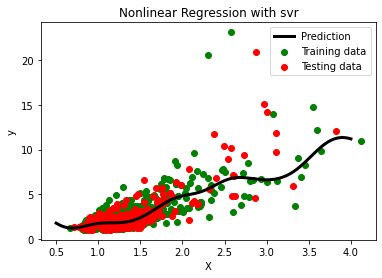 Nonlinear Regression with svr
Prediction
Training data
Testing data
20
15
10
5
0
y
0.5 1.0 1.5 2.0 2.5 3.0 3.5 4.0
X